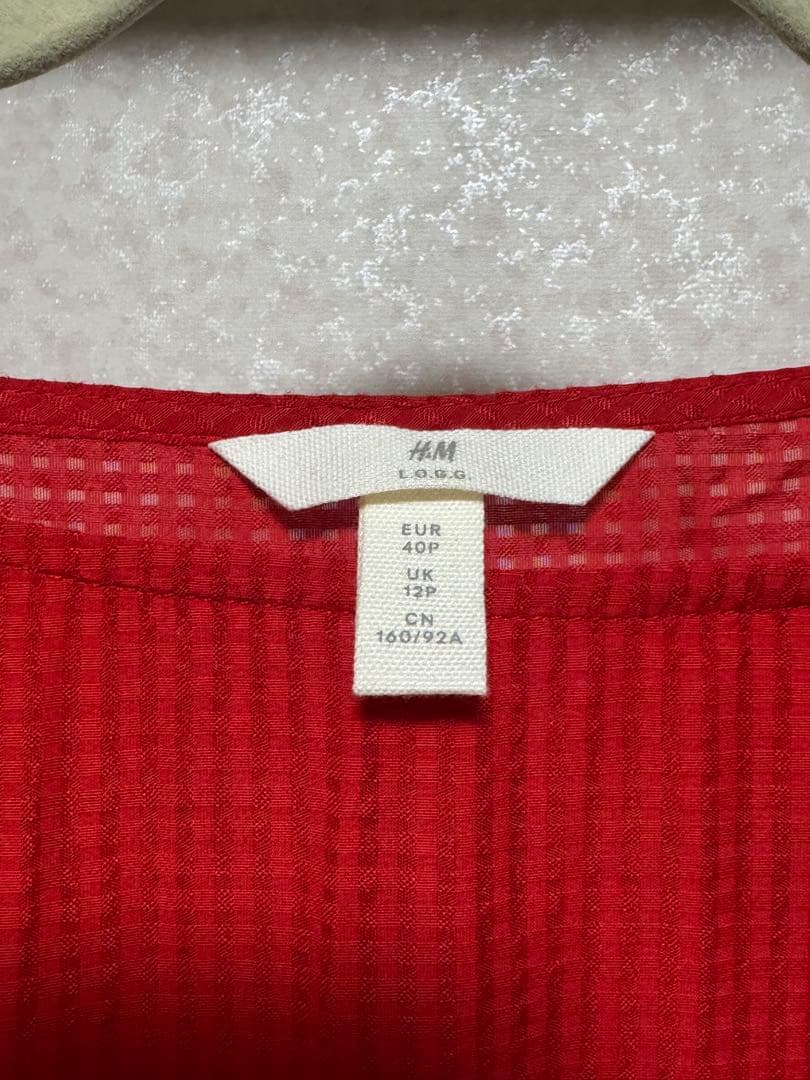 H&M
L.O.G.G.
EUR
40P
UK
12P
CN
160/92A